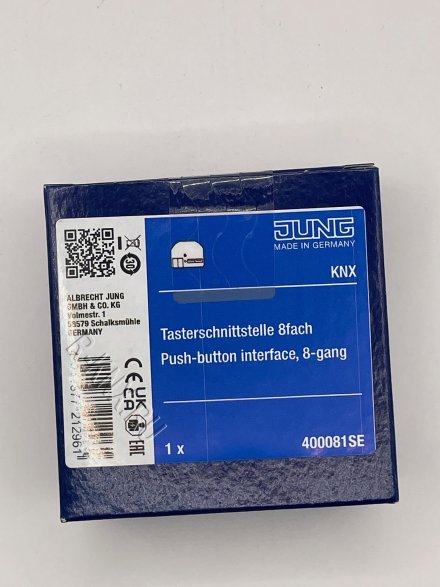 JUNG
MADE IN GERMANY
KNX
ALBRECHT JUNG
GMBH & CO. KG
Volmestr. 1
58579 Schalksmühle
GERMANY
Tasterschnittstelle 8fach
Push-button interface, 8-gang
CE
UK
CA
EAC
212961
1 x
400081SE